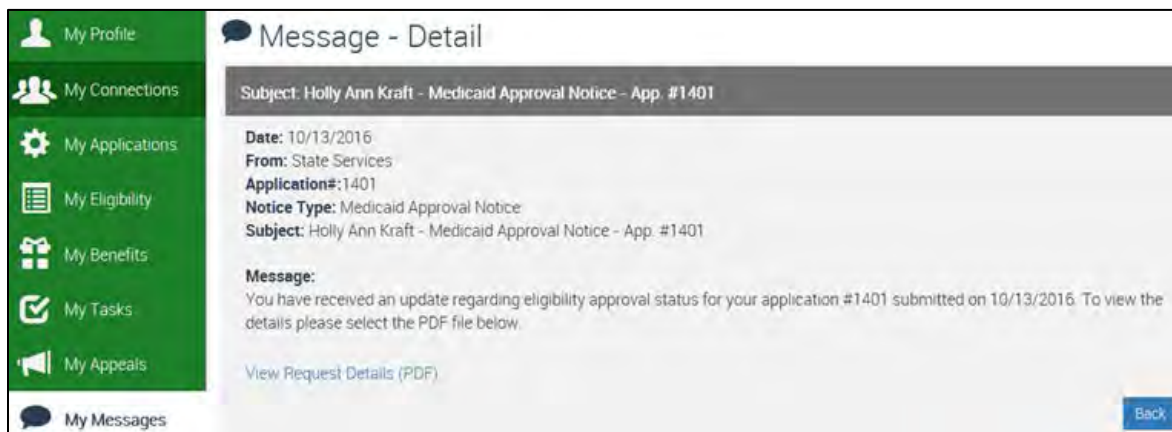 My Profile
My Connections
My Applications
My Eligibility
My Benefits
My Tasks
My Appeals
My Messages
Message - Detail
Subject: Holly Ann Kraft - Medicaid Approval Notice - App. #1401
Date: 10/13/2016
From: State Services
Application#:1401
Notice Type: Medicaid Approval Notice
Subject: Holly Ann Kraft - Medicaid Approval Notice - App. #1401
Message:
You have received an update regarding eligibility approval status for your application #1401 submitted on 10/13/2016. To view the
details please select the PDF file below.
View Request Details (PDF)
Back